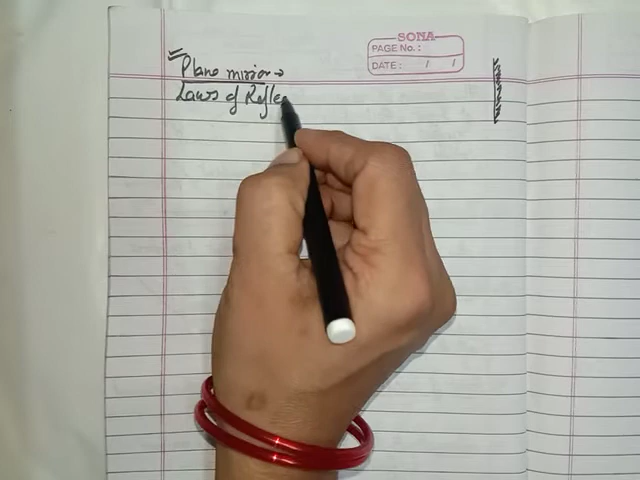 SONA
PAGE No.:
DATE: / /
Plane mirror→
Laws of Refle